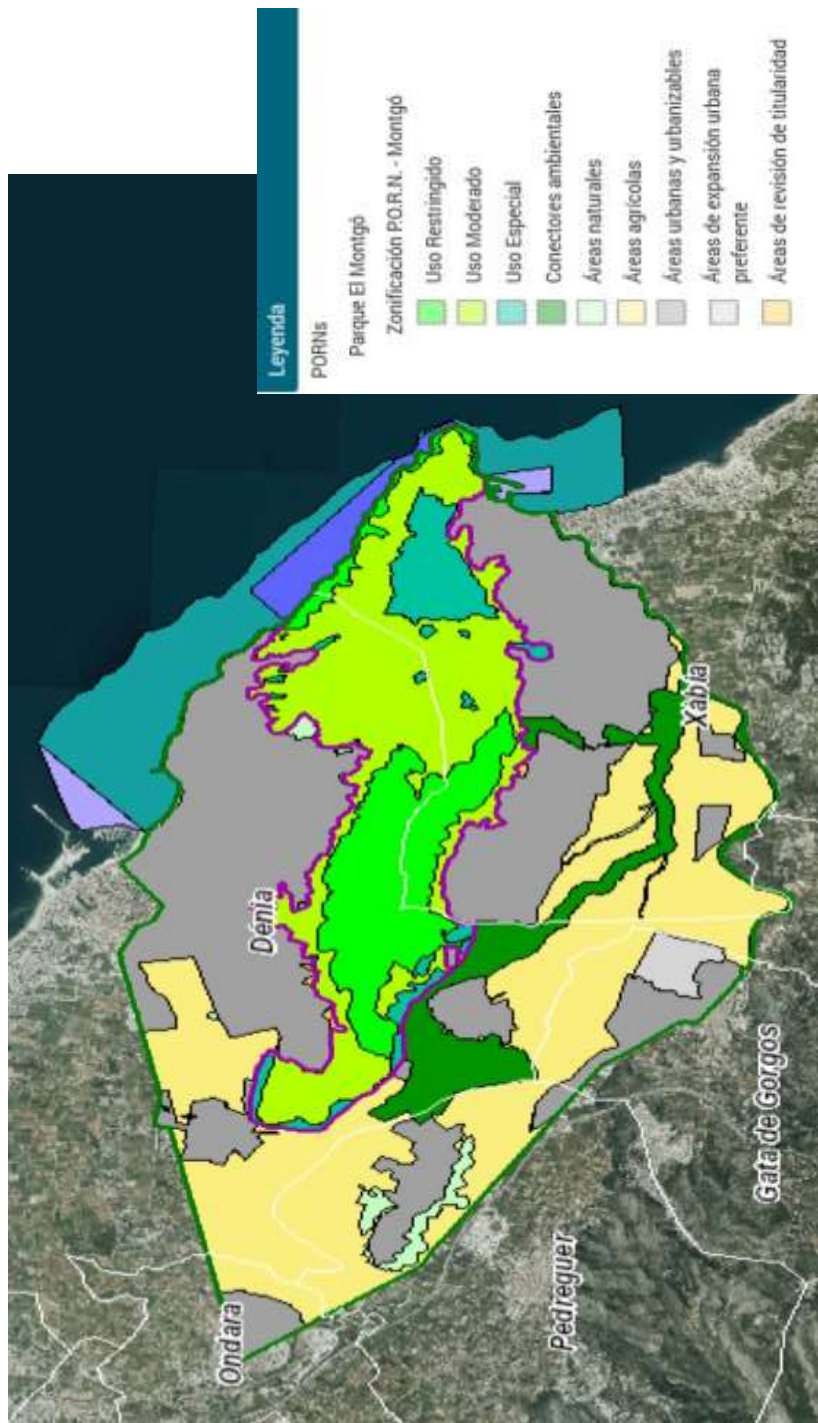 Leyenda
PORNs
Parque El Montgó
Zonificación P.O.R.N. - Montgó
Uso Restringido
Uso Moderado
Uso Especial
Conectores ambientales
Áreas naturales
Áreas agrícolas
Áreas urbanas y urbanizables
Áreas de expansión urbana
preferente
Áreas de revisión de titularidad
Ondara
Dénia
Pedreguer
Xàbia
Gata de Gorgos